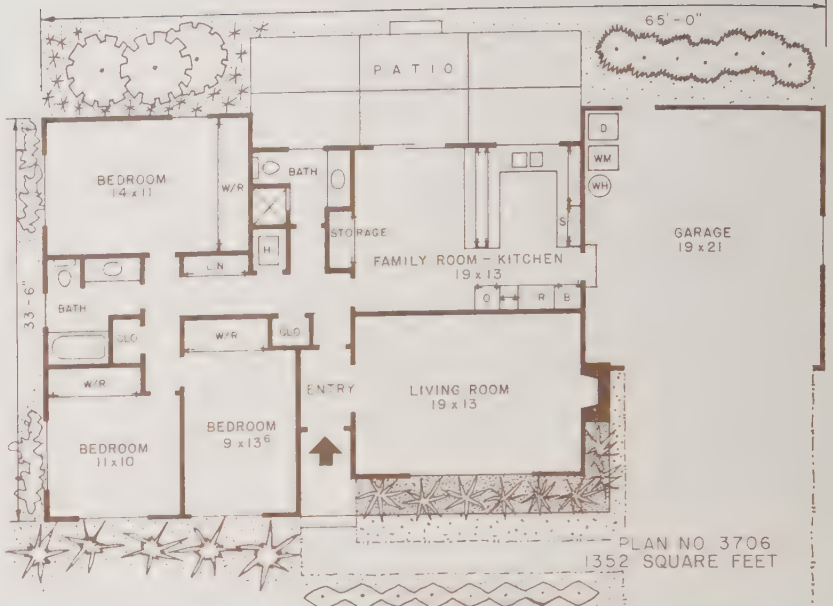 65'-0"
PATIO
BEDROOM
14 x 11
W/R
BATH
STORAGE
H
LIN
FAMILY ROOM - KITCHEN
19 x 13
S
O
R
B
D
WM
WH
GARAGE
19 x 21
33'-6"
BATH
CLO
W/R
CLO
W/R
ENTRY
LIVING ROOM
19 x 13
BEDROOM
11 x 10
BEDROOM
9 x 13⁶
PLAN NO 3706
1352 SQUARE FEET